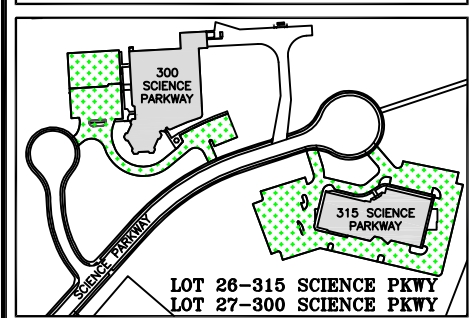 300
SCIENCE
PARKWAY
315 SCIENCE
PARKWAY
SCIENCE PARKWAY
LOT 26-315 SCIENCE PKWY
LOT 27-300 SCIENCE PKWY